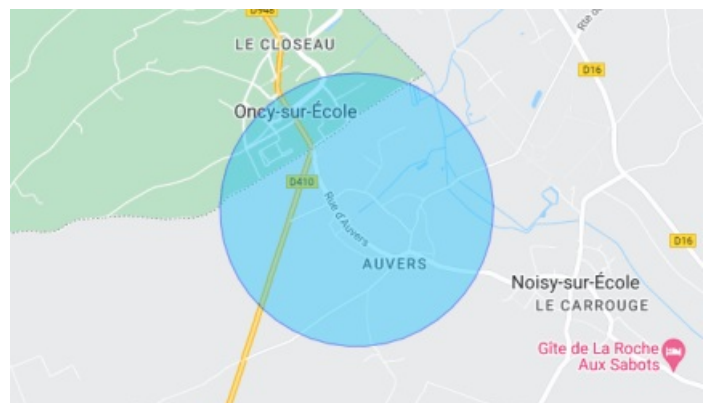 D948
LE CLOSEAU
D16
Oncy-sur-École
D410
Rue d'Auvers
D16
AUVERS
Noisy-sur-École
LE CARROUGE
Gîte de La Roche
Aux Sabots